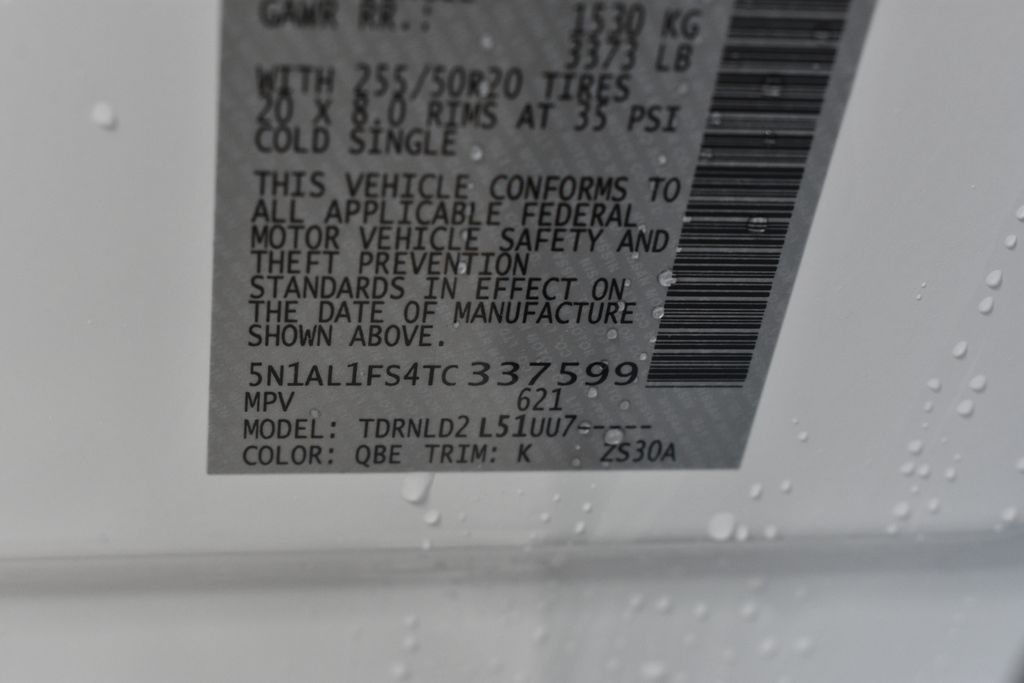 GAWR RR.: 1530 KG
3373 LB
WITH 255/50R20 TIRES
20 X 8.0 RIMS AT 35 PSI
COLD SINGLE
THIS VEHICLE CONFORMS TO
ALL APPLICABLE FEDERAL
MOTOR VEHICLE SAFETY AND
THEFT PREVENTION
STANDARDS IN EFFECT ON
THE DATE OF MANUFACTURE
SHOWN ABOVE.
5N1AL1FS4TC337599
MPV 621
MODEL: TDRNLD2 L51UU7-----
COLOR: QBE TRIM: K ZS30A